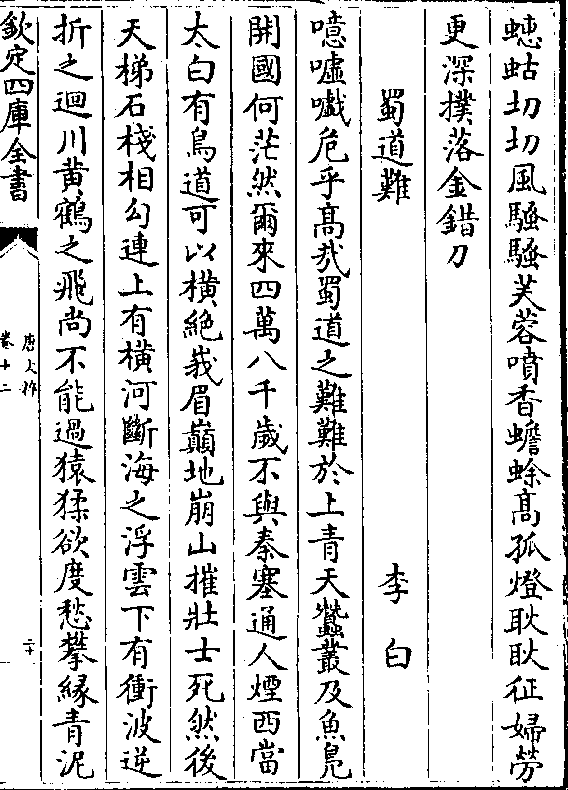 蟋蛄切切風騷騷芙蓉噴香蟾蜍髙孤燈耿耿征婦勞
更深撲落金錯刀
蜀道難 李白
噫嘘嚱危乎髙哉蜀道之難難於上青天蠶叢及魚鳬
開國何茫然爾來四萬八千歲不與秦塞通人煙西當
太白有鳥道可以橫絶峩眉巔地崩山摧壯士死然後
天梯石棧相勾連上有橫河斷海之浮雲下有衝波逆
折之迴川黄鶴之飛尚不能過猿猱欲度愁攀縁青泥
欽定四庫全書
唐文粹
卷十二
二十